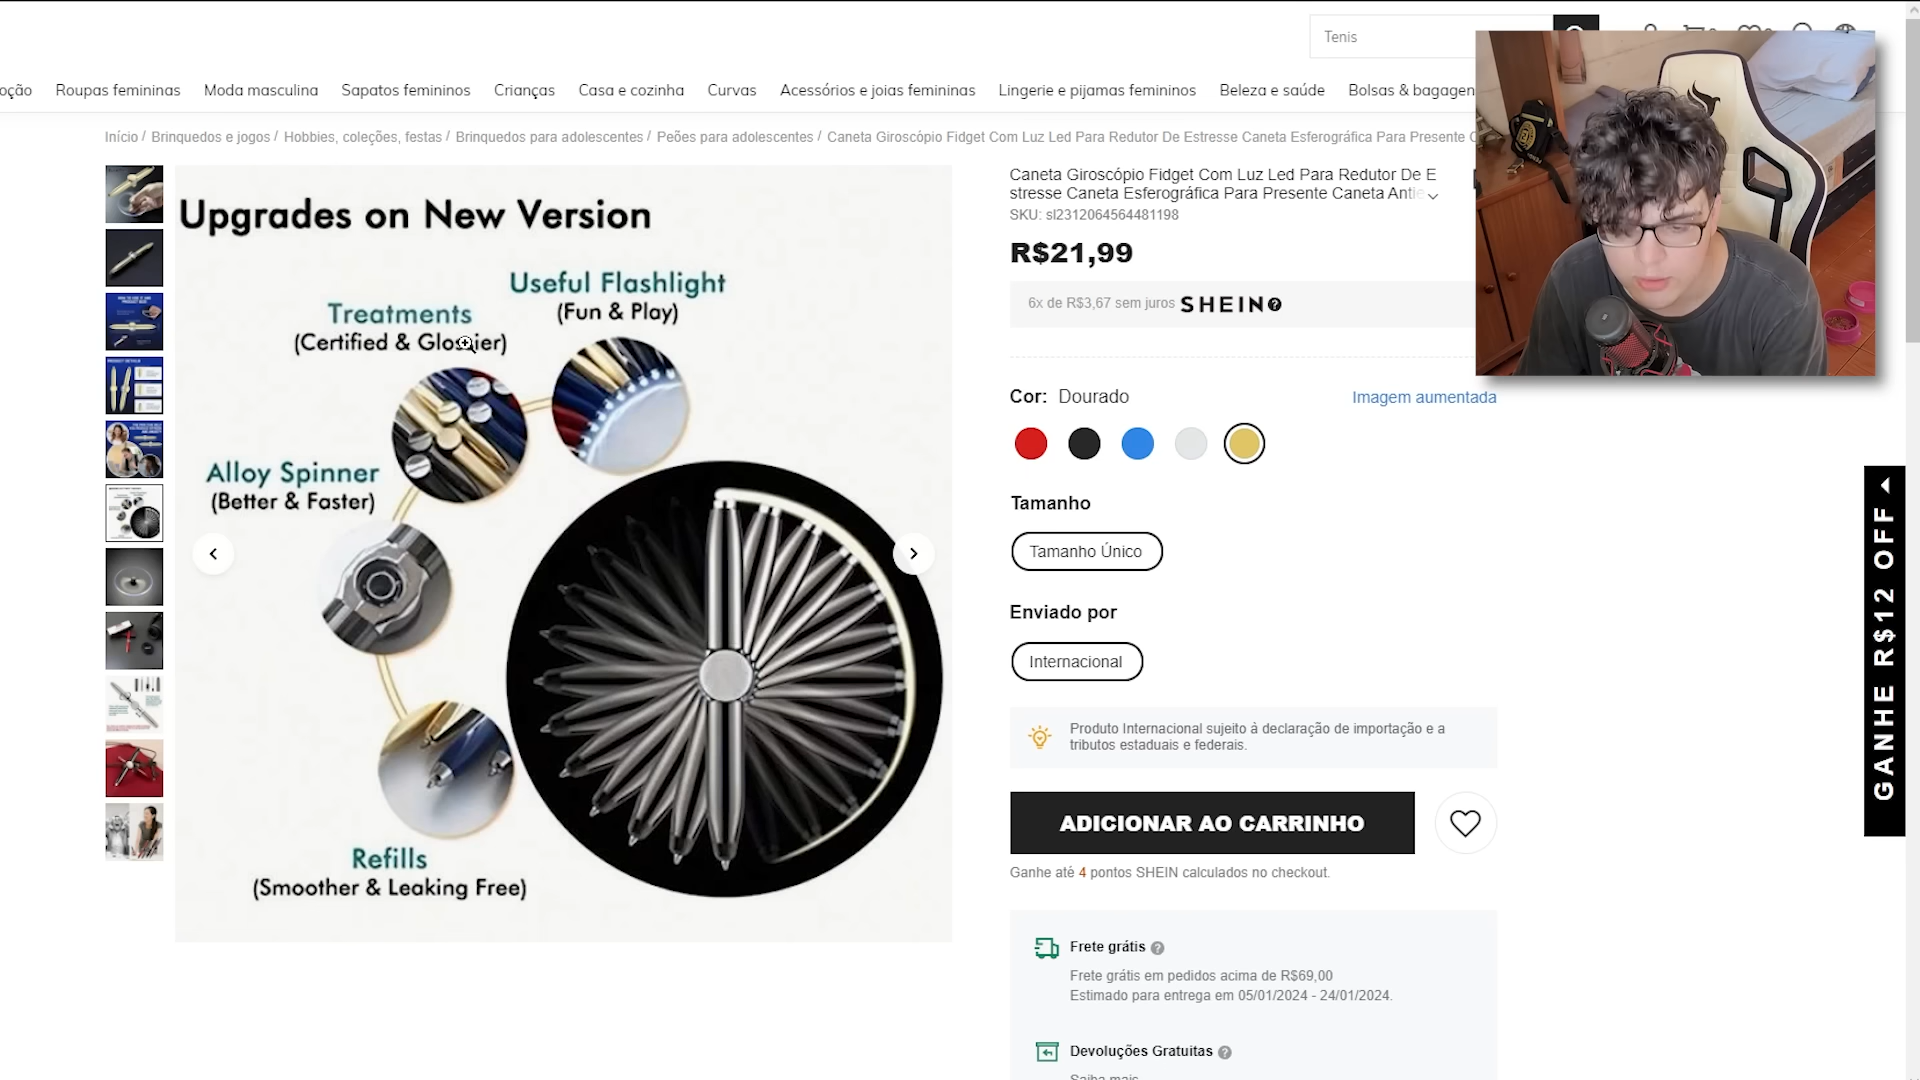 Tenis
oção
Roupas femininas
Moda masculina
Sapatos femininos
Crianças
Casa e cozinha
Curvas
Acessórios e joias femininas
Lingerie e pijamas femininos
Beleza e saúde
Bolsas & bagagen
Início / Brinquedos e jogos / Hobbies, coleções, festas / Brinquedos para adolescentes / Peões para adolescentes / Caneta Giroscópio Fidget Com Luz Led Para Redutor De Estresse Caneta Esferográfica Para Presente C
Upgrades on New Version
Useful Flashlight
(Fun & Play)
Treatments
(Certified & Glossier)
Alloy Spinner
(Better & Faster)
Refills
(Smoother & Leaking Free)
Caneta Giroscópio Fidget Com Luz Led Para Redutor De E
stresse Caneta Esferográfica Para Presente Caneta Antie
SKU: sl2312064564481198
R$21,99
6x de R$3,67 sem juros SHEIN ?
Cor: Dourado
Imagem aumentada
Tamanho
Tamanho Único
Enviado por
Internacional
Produto Internacional sujeito à declaração de importação e a
tributos estaduais e federais.
ADICIONAR AO CARRINHO
Ganhe até 4 pontos SHEIN calculados no checkout.
Frete grátis ?
Frete grátis em pedidos acima de R$69,00
Estimado para entrega em 05/01/2024 - 24/01/2024.
Devoluções Gratuitas ?
Saiba mais
GANHE R$12 OFF